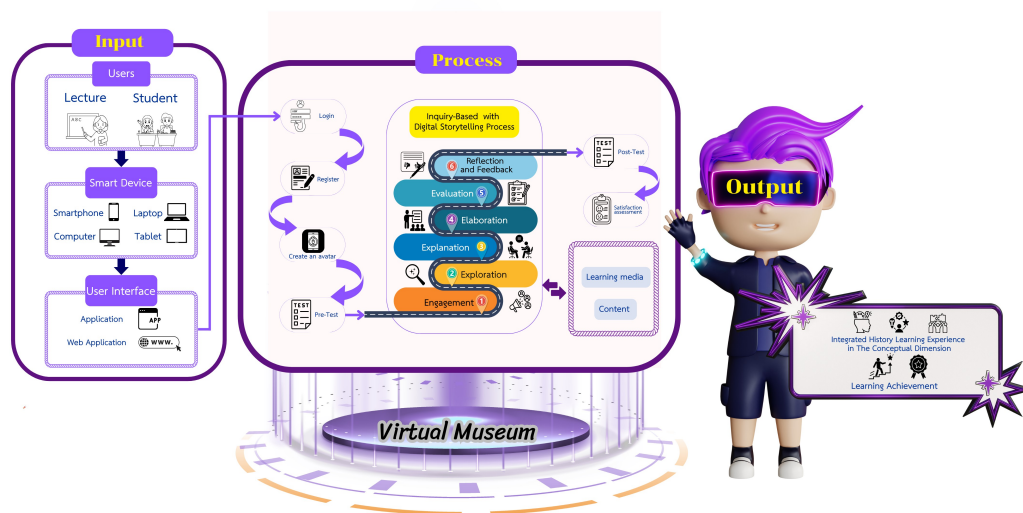 Input
Users
Lecture
Student
ABC
Smart Device
Smartphone
Laptop
Computer
Tablet
User Interface
Application
APP
Web Application
WWW.
Process
Login
Register
Create an avatar
TEST
Pre-Test
Inquiry-Based with
Digital Storytelling Process
6
Reflection
and Feedback
Evaluation 5
4 Elaboration
Explanation 3
2 Exploration
Engagement 1
TEST
Post-Test
Satisfaction
assessment
Learning media
Content
Virtual Museum
Output
Integrated History Learning Experience
in The Conceptual Dimension
Learning Achievement